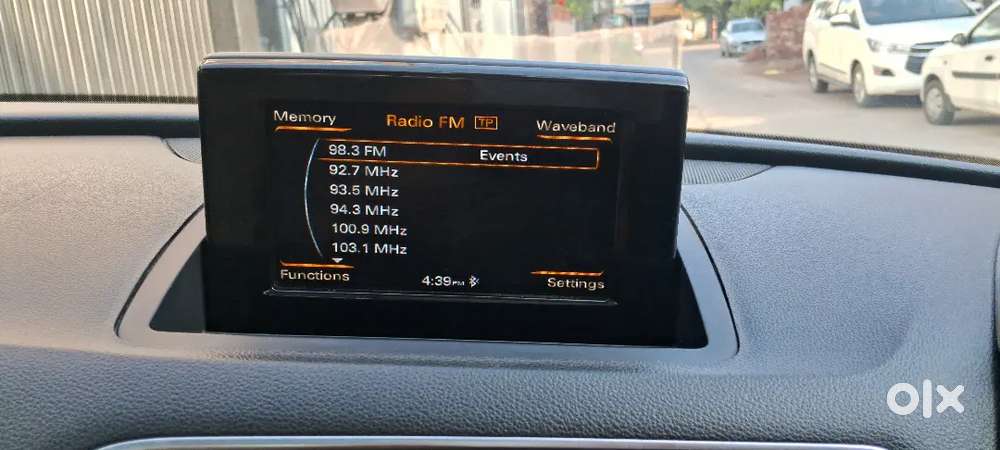 Memory
Radio FM TP
Waveband
98.3 FM Events
92.7 MHz
93.5 MHz
94.3 MHz
100.9 MHz
103.1 MHz
Functions
4:39PM
Settings
olx